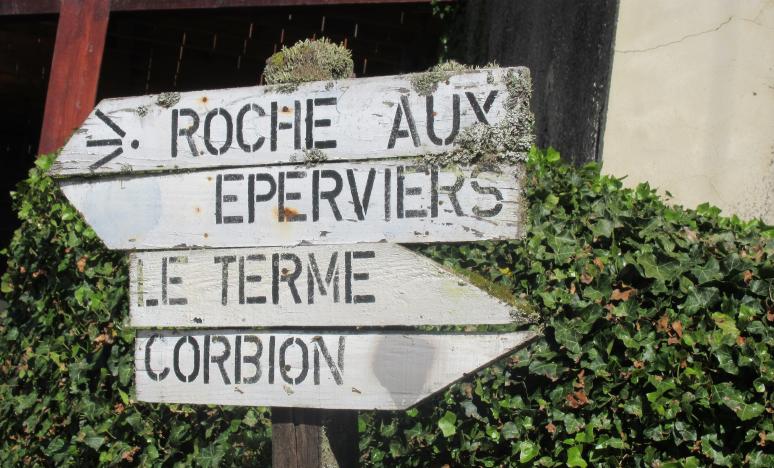 ROCHE AUX
EPERVIERS
LE TERME
CORBION